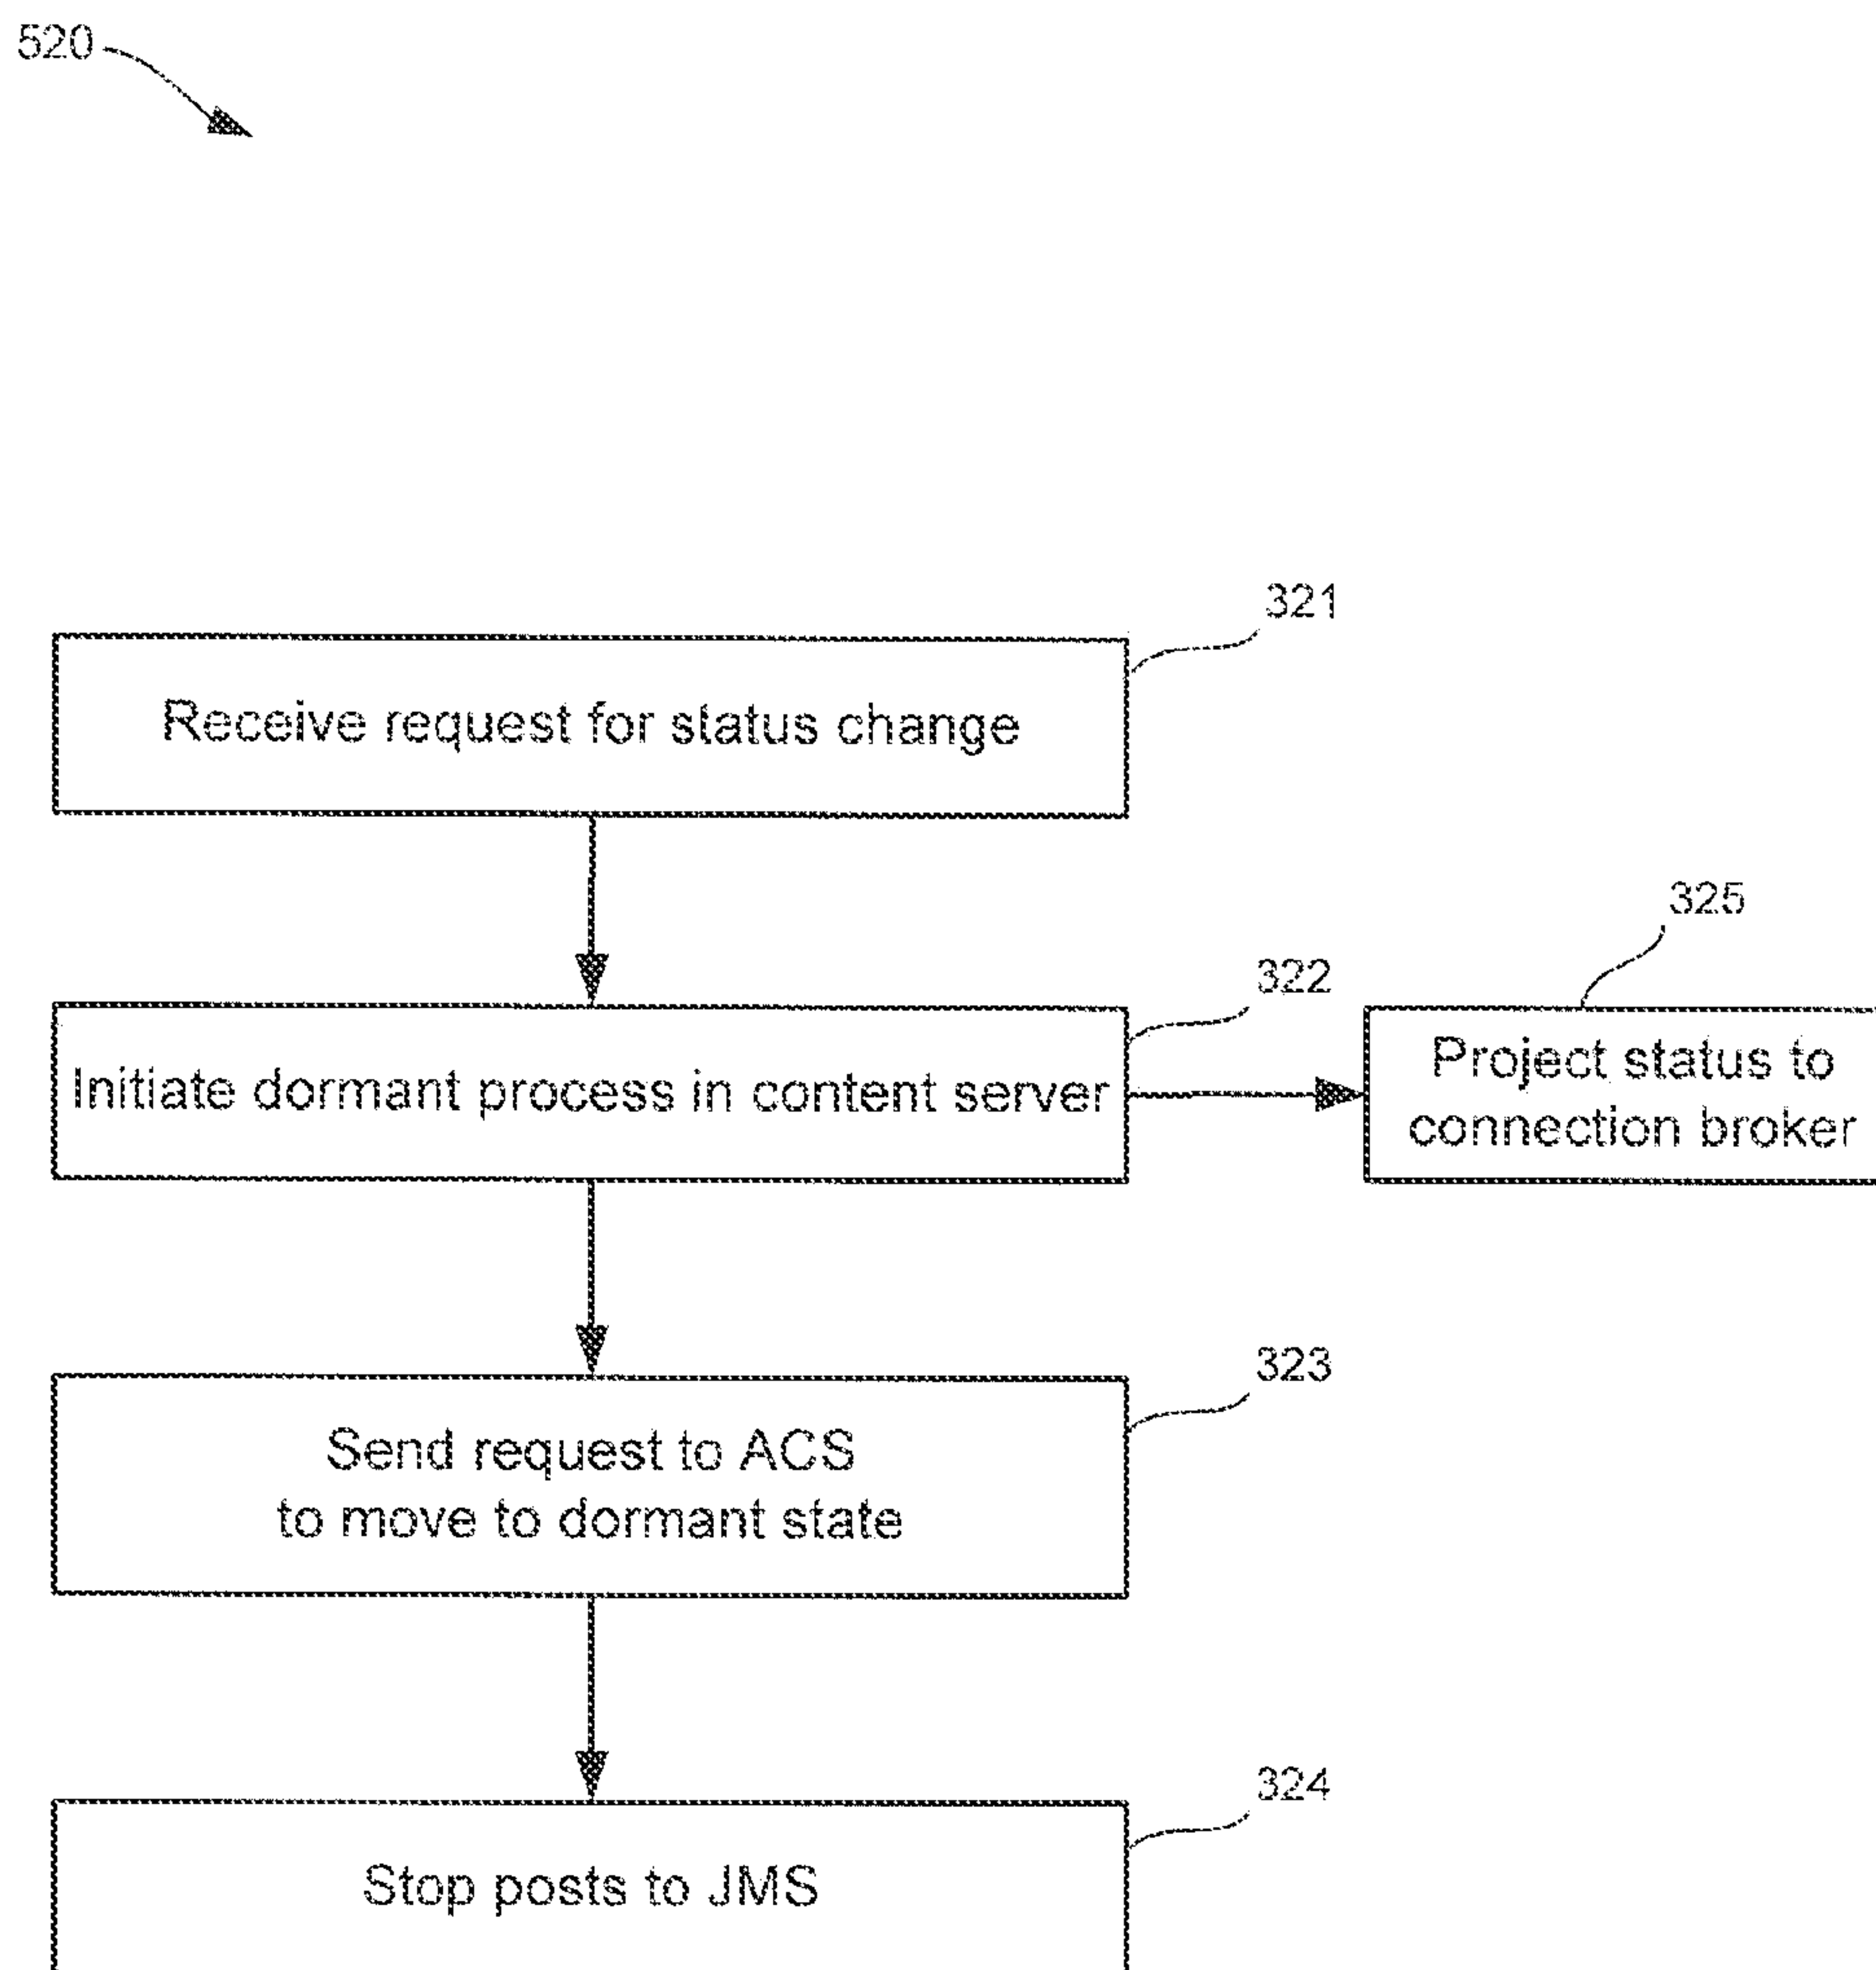 520
321
Receive request for status change
325
322
Initiate dormant process in content server
Project status to
connection broker
323
Send request to ACS
to move to dormant state
324
Stop posts to JMS